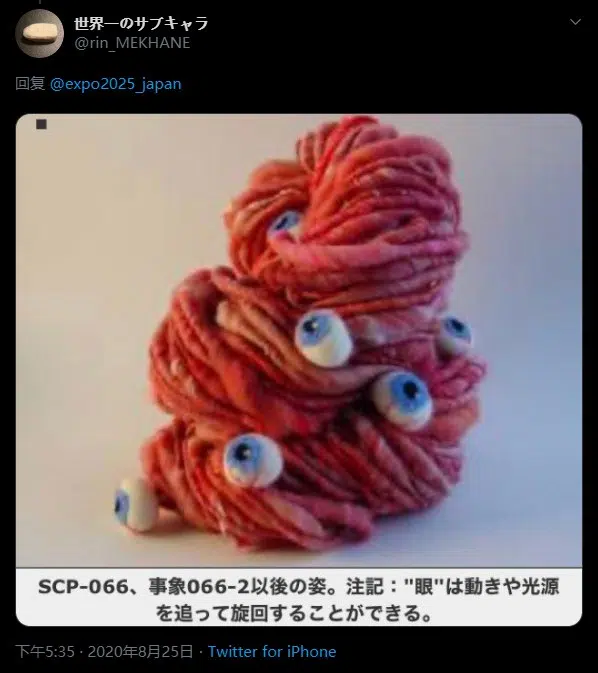 世界一のサブキャラ
@rin_MEKHANE
回复 @expo2025_japan
SCP-066、事象066-2以後の姿。注記："眼"は動きや光源
を追って旋回することができる。
下午5:35 · 2020年8月25日 · Twitter for iPhone